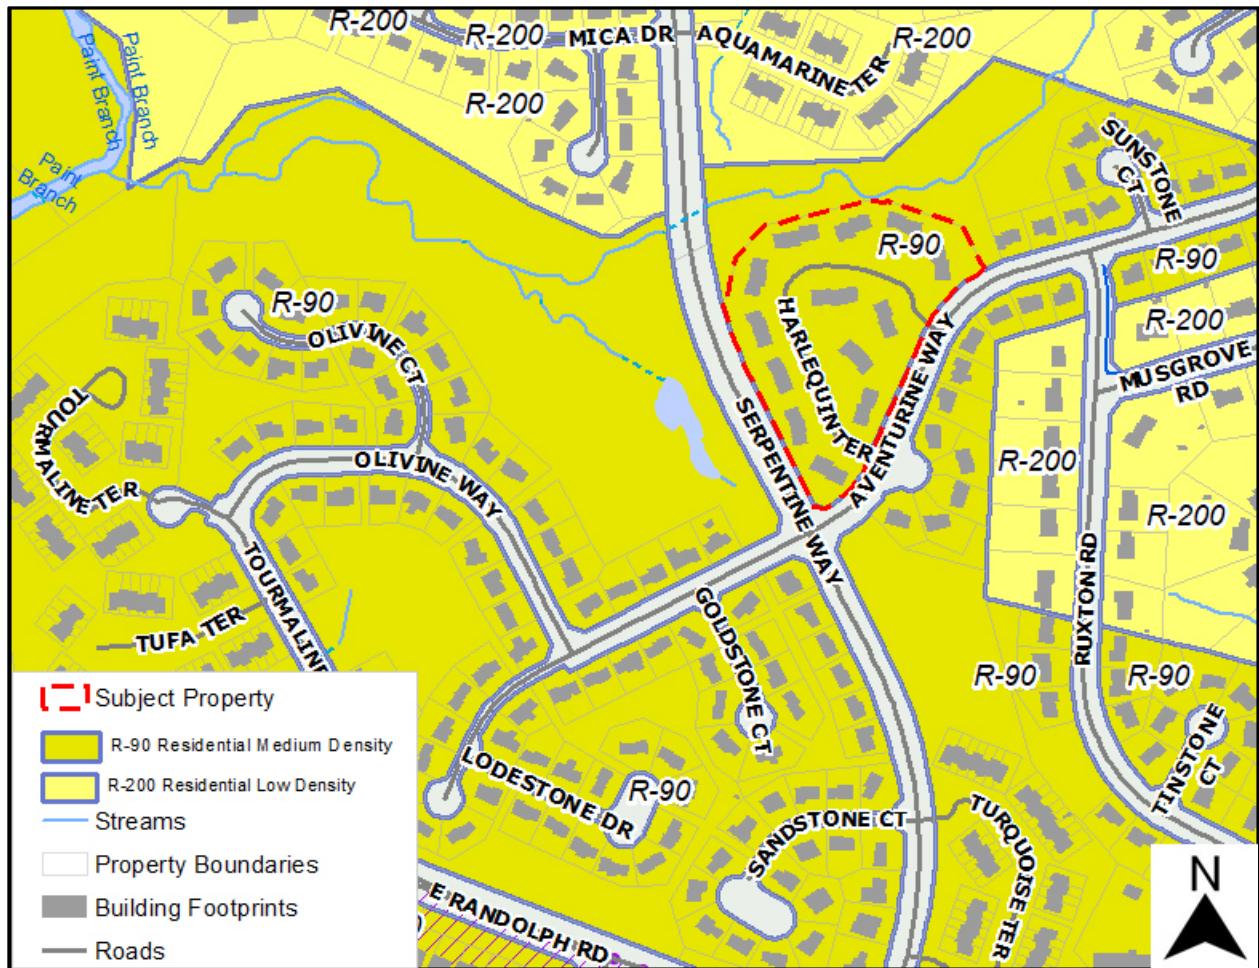 R-200
R-200
MICA DR
AQUAMARINE TER
R-200
R-200
Paint Branch
Paint Branch
Paint
Branch
SUNSTONE
CT
R-90
R-90
R-90
OLIVINE CT
HARLEQUIN TER
AVENTURINE WAY
SERPENTINE WAY
R-200
MUSGROVE
RD
TOURMALINE TER
OLIVINE WAY
R-200
R-200
TOURMALINE
TUFA TER
GOLDSTONE CT
RUXTON RD
R-90
R-90
TINSTONE
CT
LODESTONE DR
R-90
SANDSTONE CT
TURQUOISE TER
E RANDOLPH RD
Subject Property
R-90 Residential Medium Density
R-200 Residential Low Density
Streams
Property Boundaries
Building Footprints
Roads
N